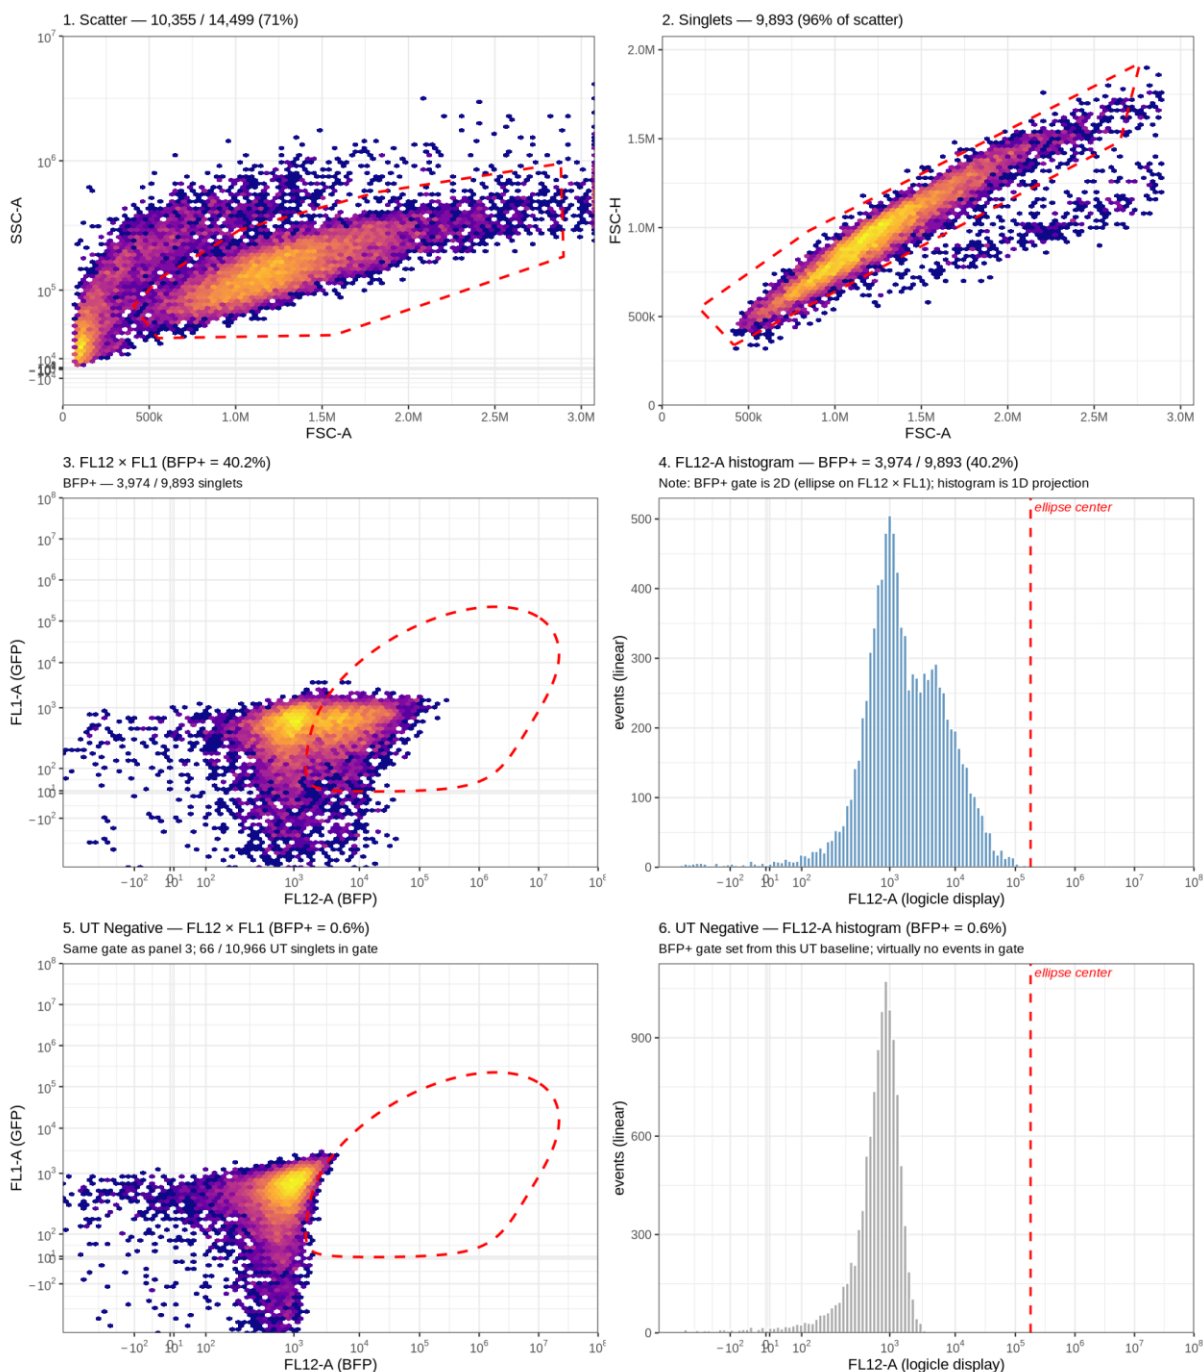 1. Scatter — 10,355 / 14,499 (71%)
10⁷
10⁶
10⁵
10⁴
−10⁴
SSC-A
0 500k 1.0M 1.5M 2.0M 2.5M 3.0M
FSC-A
2. Singlets — 9,893 (96% of scatter)
2.0M
1.5M
1.0M
500k
0
FSC-H
0 500k 1.0M 1.5M 2.0M 2.5M 3.0M
FSC-A
3. FL12 × FL1 (BFP+ = 40.2%)
BFP+ — 3,974 / 9,893 singlets
10⁸
10⁷
10⁶
10⁵
10⁴
10³
10²
−10²
FL1-A (GFP)
−10² 10¹ 10² 10³ 10⁴ 10⁵ 10⁶ 10⁷ 10⁸
FL12-A (BFP)
4. FL12-A histogram — BFP+ = 3,974 / 9,893 (40.2%)
Note: BFP+ gate is 2D (ellipse on FL12 × FL1); histogram is 1D projection
ellipse center
500
400
300
200
100
0
events (linear)
−10² 10¹ 10² 10³ 10⁴ 10⁵ 10⁶ 10⁷ 10⁸
FL12-A (logicle display)
5. UT Negative — FL12 × FL1 (BFP+ = 0.6%)
Same gate as panel 3; 66 / 10,966 UT singlets in gate
10⁸
10⁷
10⁶
10⁵
10⁴
10³
10²
−10²
FL1-A (GFP)
−10² 10¹ 10² 10³ 10⁴ 10⁵ 10⁶ 10⁷ 10⁸
FL12-A (BFP)
6. UT Negative — FL12-A histogram (BFP+ = 0.6%)
BFP+ gate set from this UT baseline; virtually no events in gate
ellipse center
900
600
300
0
events (linear)
−10² 10¹ 10² 10³ 10⁴ 10⁵ 10⁶ 10⁷ 10⁸
FL12-A (logicle display)